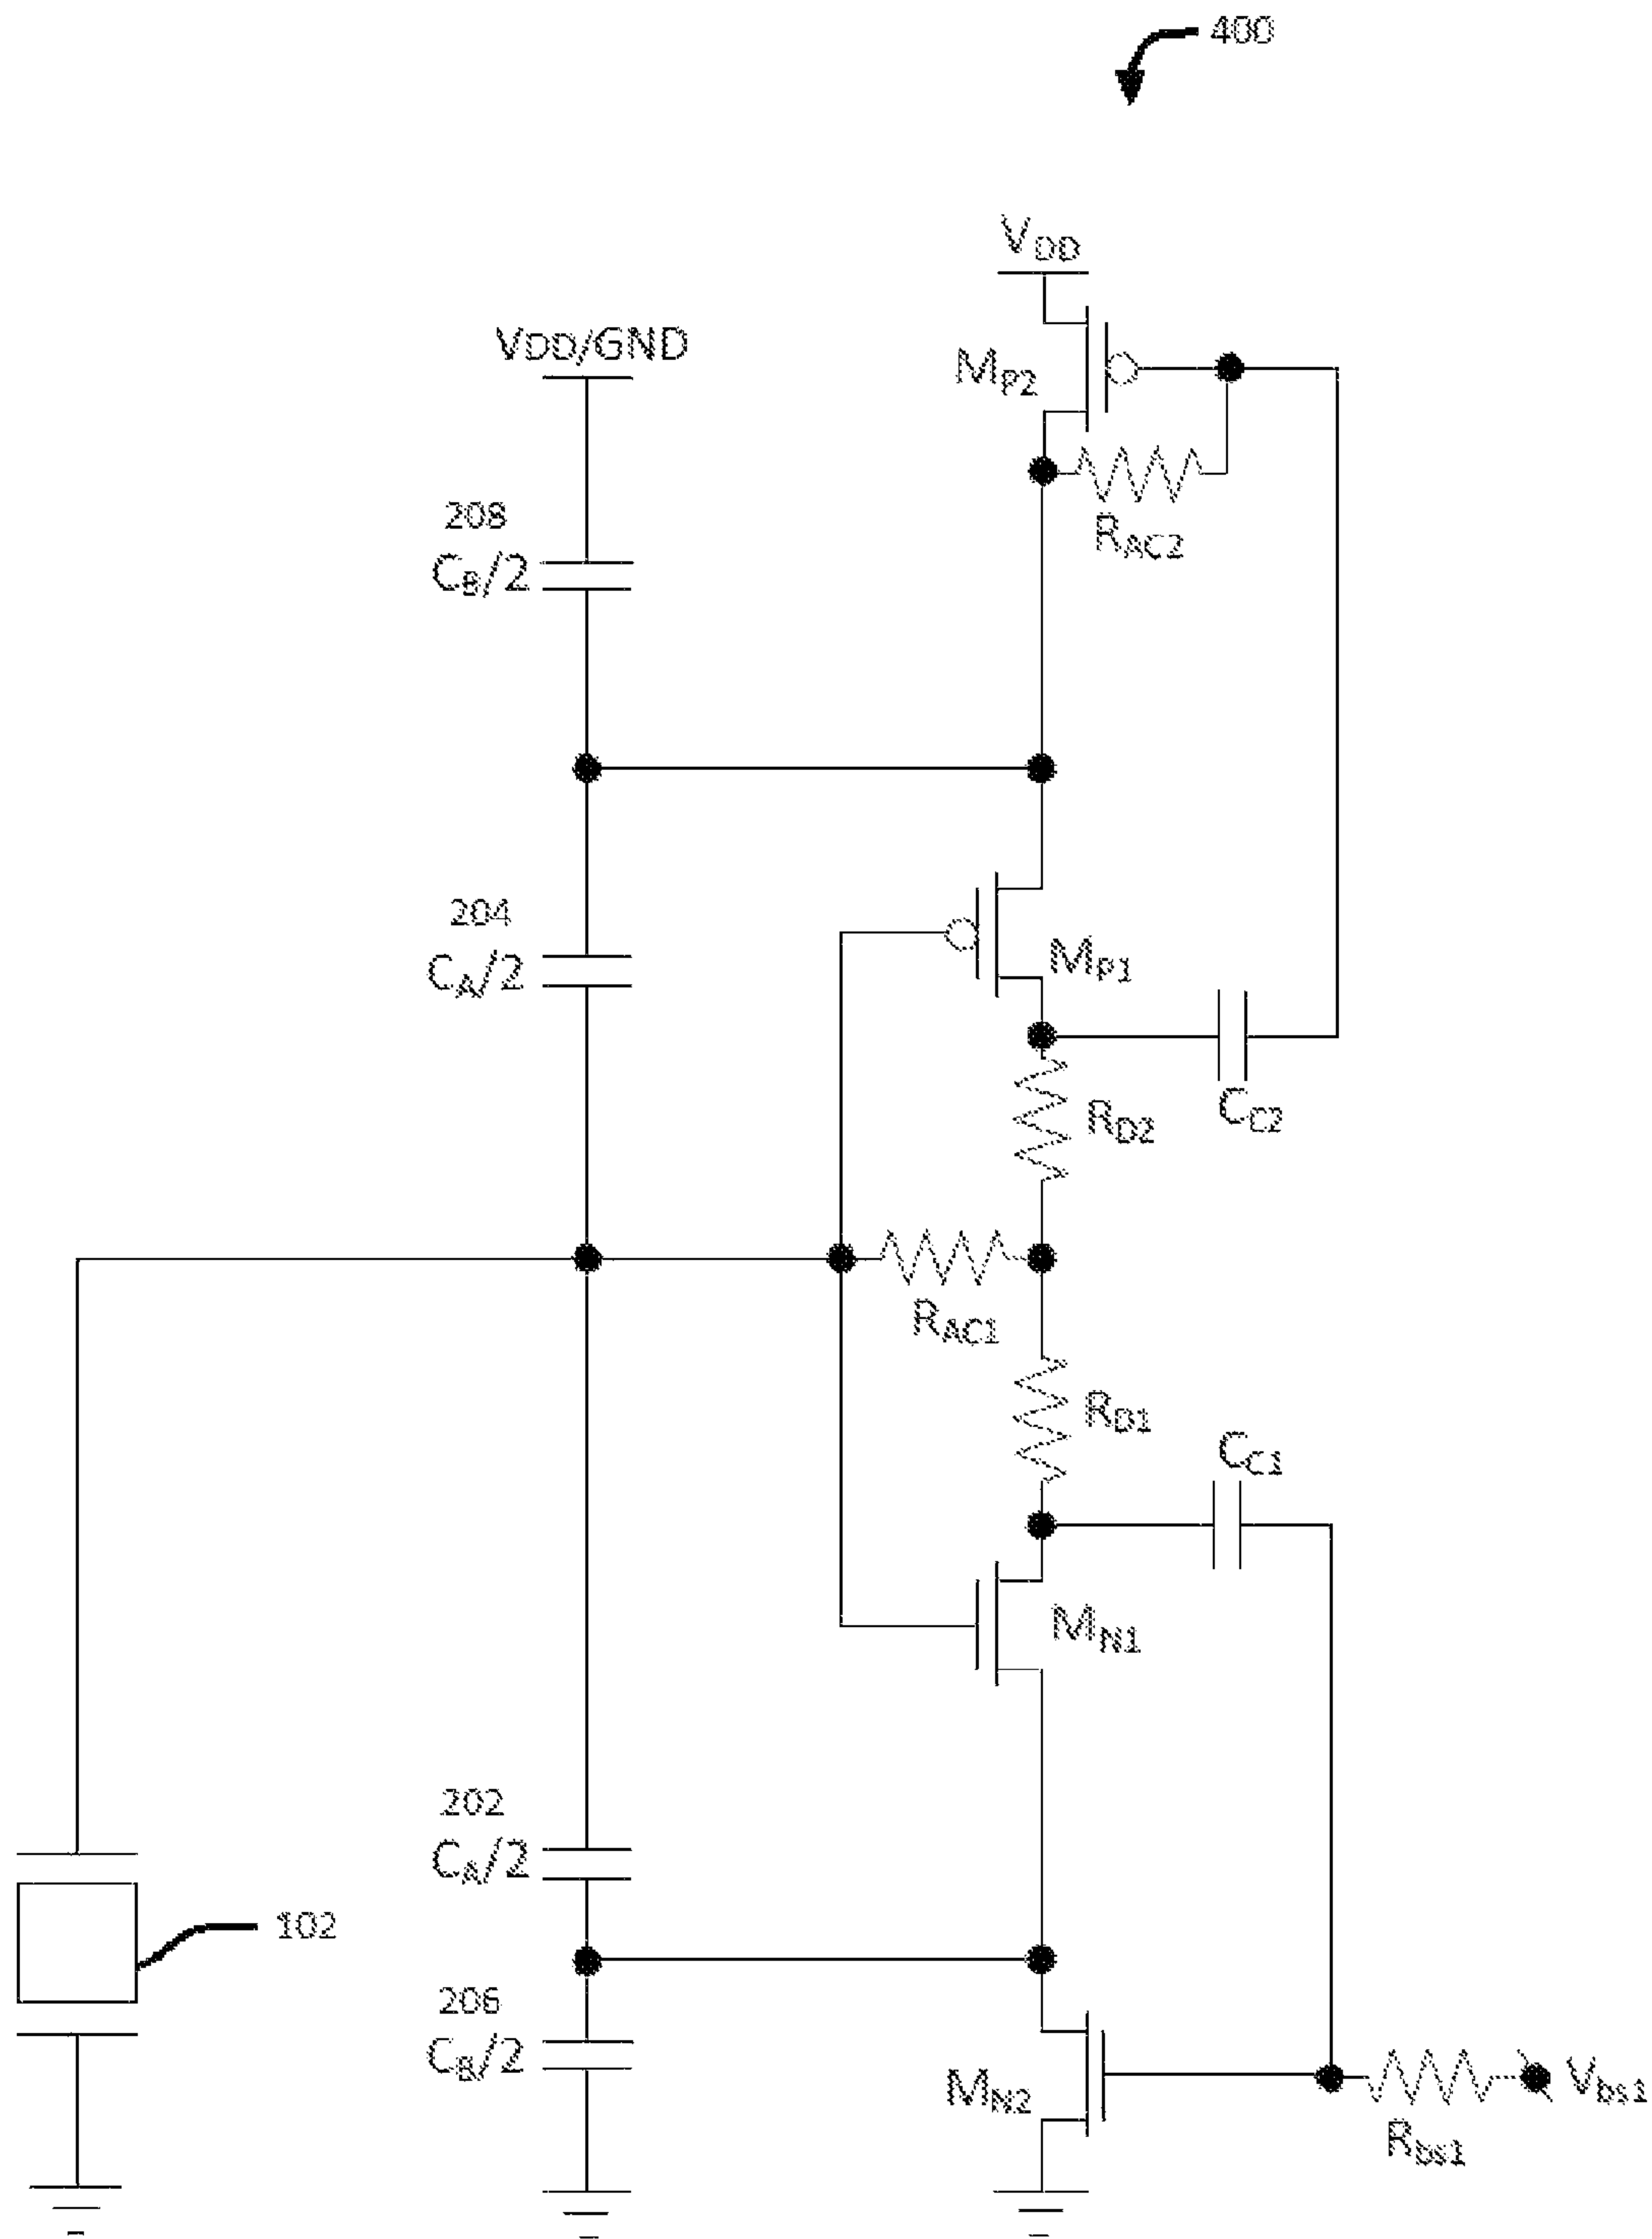 400
VDD
VDD/GND
MP2
208
CB/2
RAC2
204
CA/2
MP1
CC2
RD2
RAC1
RD1
CC1
MN1
202
CA/2
102
206
CB/2
MN2
Vbs1
Rbs1